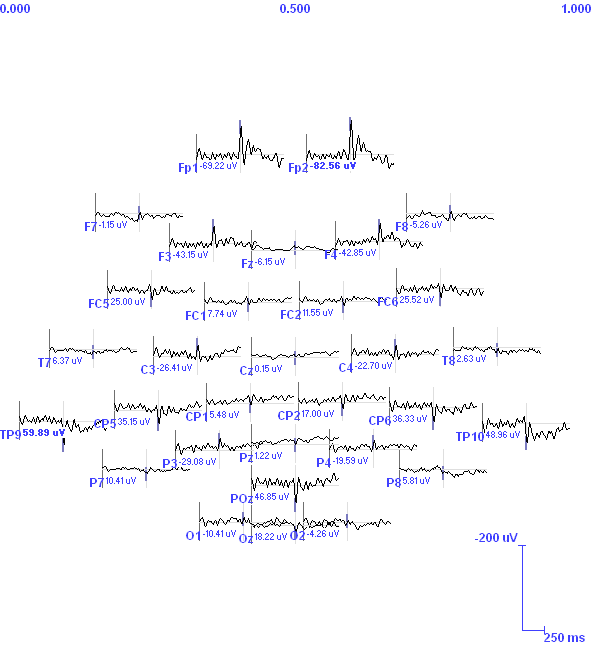 0.000 0.500 1.000
Fp1 -69.22 uV Fp2 -82.56 uV
F7 -1.15 uV F8 -5.26 uV
F3 -43.15 uV Fz -6.15 uV F4 -42.85 uV
FC5 25.00 uV FC1 7.74 uV FC2 11.55 uV FC6 25.52 uV
T7 6.37 uV C3 -26.41 uV Cz 0.15 uV C4 -22.70 uV T8 2.63 uV
TP9 59.89 uV CP5 35.15 uV CP1 5.48 uV CP2 17.00 uV CP6 36.33 uV TP10 48.96 uV
P3 -29.08 uV Pz 1.22 uV P4 -19.59 uV
P7 10.41 uV P8 5.81 uV
POz 46.85 uV
O1 -10.41 uV Oz 18.22 uV O2 -4.26 uV
-200 uV
250 ms